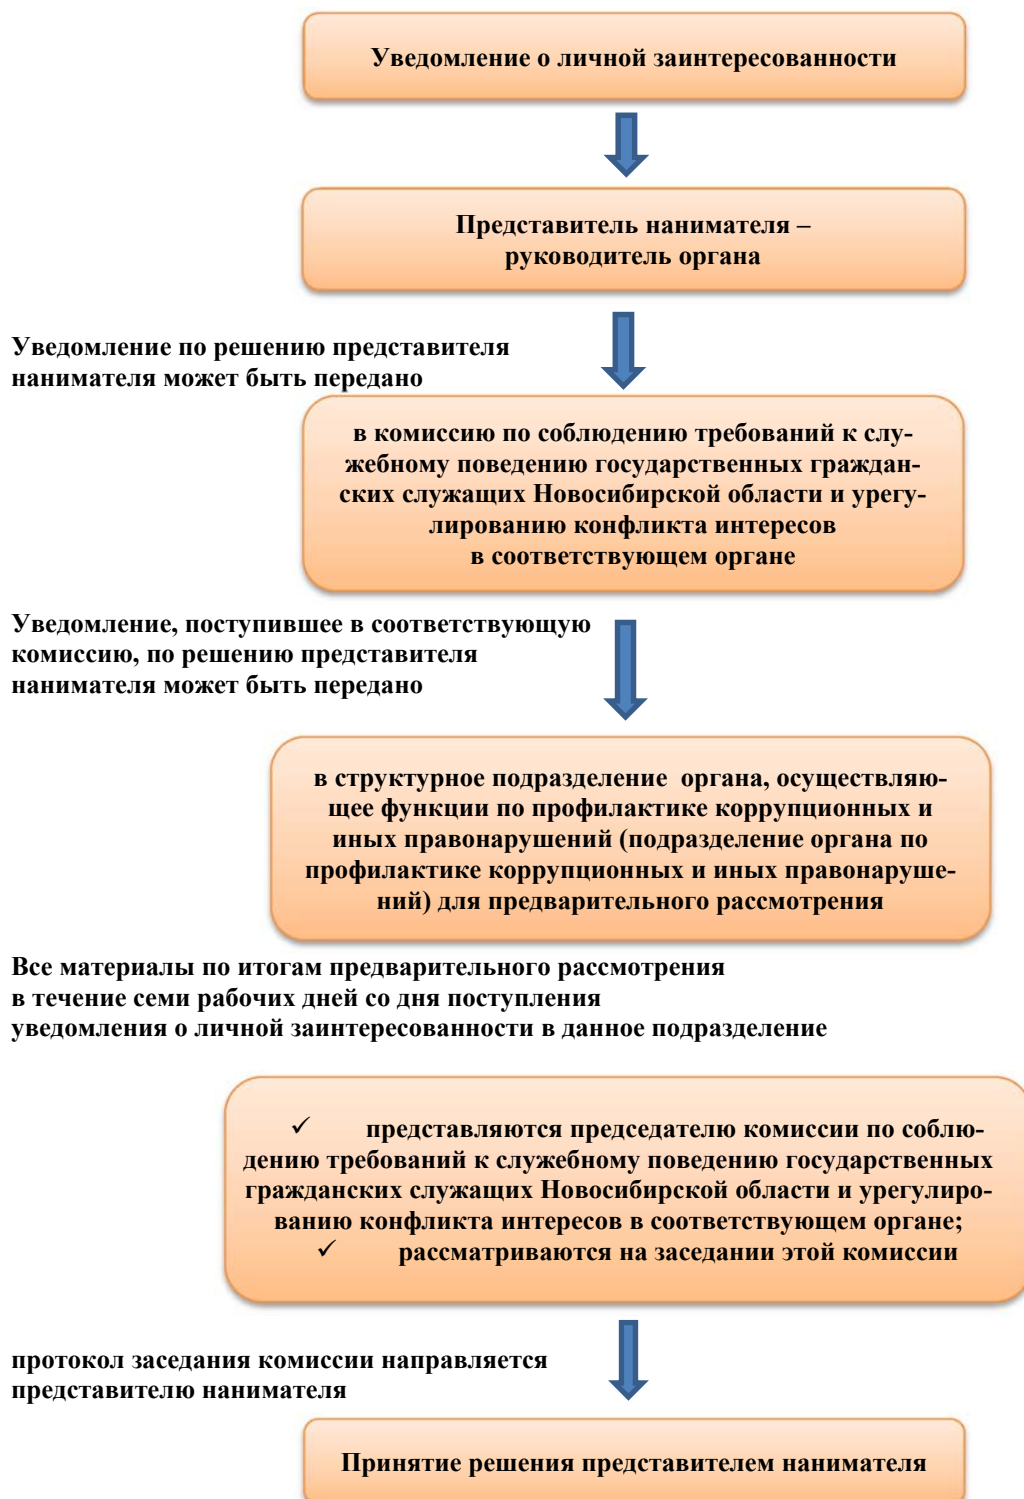 Уведомление о личной заинтересованности
Представитель нанимателя –
руководитель органа
Уведомление по решению представителя
нанимателя может быть передано
в комиссию по соблюдению требований к слу-
жебному поведению государственных граждан-
ских служащих Новосибирской области и урегу-
лированию конфликта интересов
в соответствующем органе
Уведомление, поступившее в соответствующую
комиссию, по решению представителя
нанимателя может быть передано
в структурное подразделение органа, осуществляю-
щее функции по профилактике коррупционных и
иных правонарушений (подразделение органа по
профилактике коррупционных и иных правонаруше-
ний) для предварительного рассмотрения
Все материалы по итогам предварительного рассмотрения
в течение семи рабочих дней со дня поступления
уведомления о личной заинтересованности в данное подразделение
✓ представляются председателю комиссии по соблю-
дению требований к служебному поведению государственных
гражданских служащих Новосибирской области и урегулиро-
ванию конфликта интересов в соответствующем органе;
✓ рассматриваются на заседании этой комиссии
протокол заседания комиссии направляется
представителю нанимателя
Принятие решения представителем нанимателя